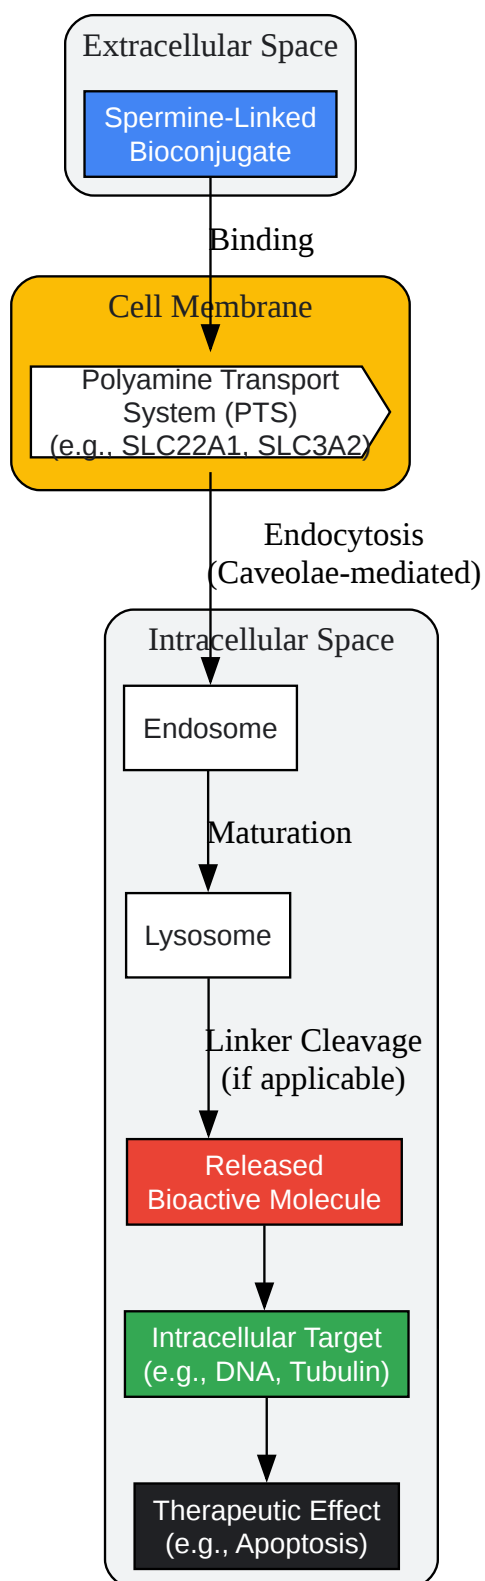 Extracellular Space
Spermine-Linked
Bioconjugate
Binding
Cell Membrane
Polyamine Transport
System (PTS)
(e.g., SLC22A1, SLC3A2)
Endocytosis
(Caveolae-mediated)
Intracellular Space
Endosome
Maturation
Lysosome
Linker Cleavage
(if applicable)
Released
Bioactive Molecule
Intracellular Target
(e.g., DNA, Tubulin)
Therapeutic Effect
(e.g., Apoptosis)